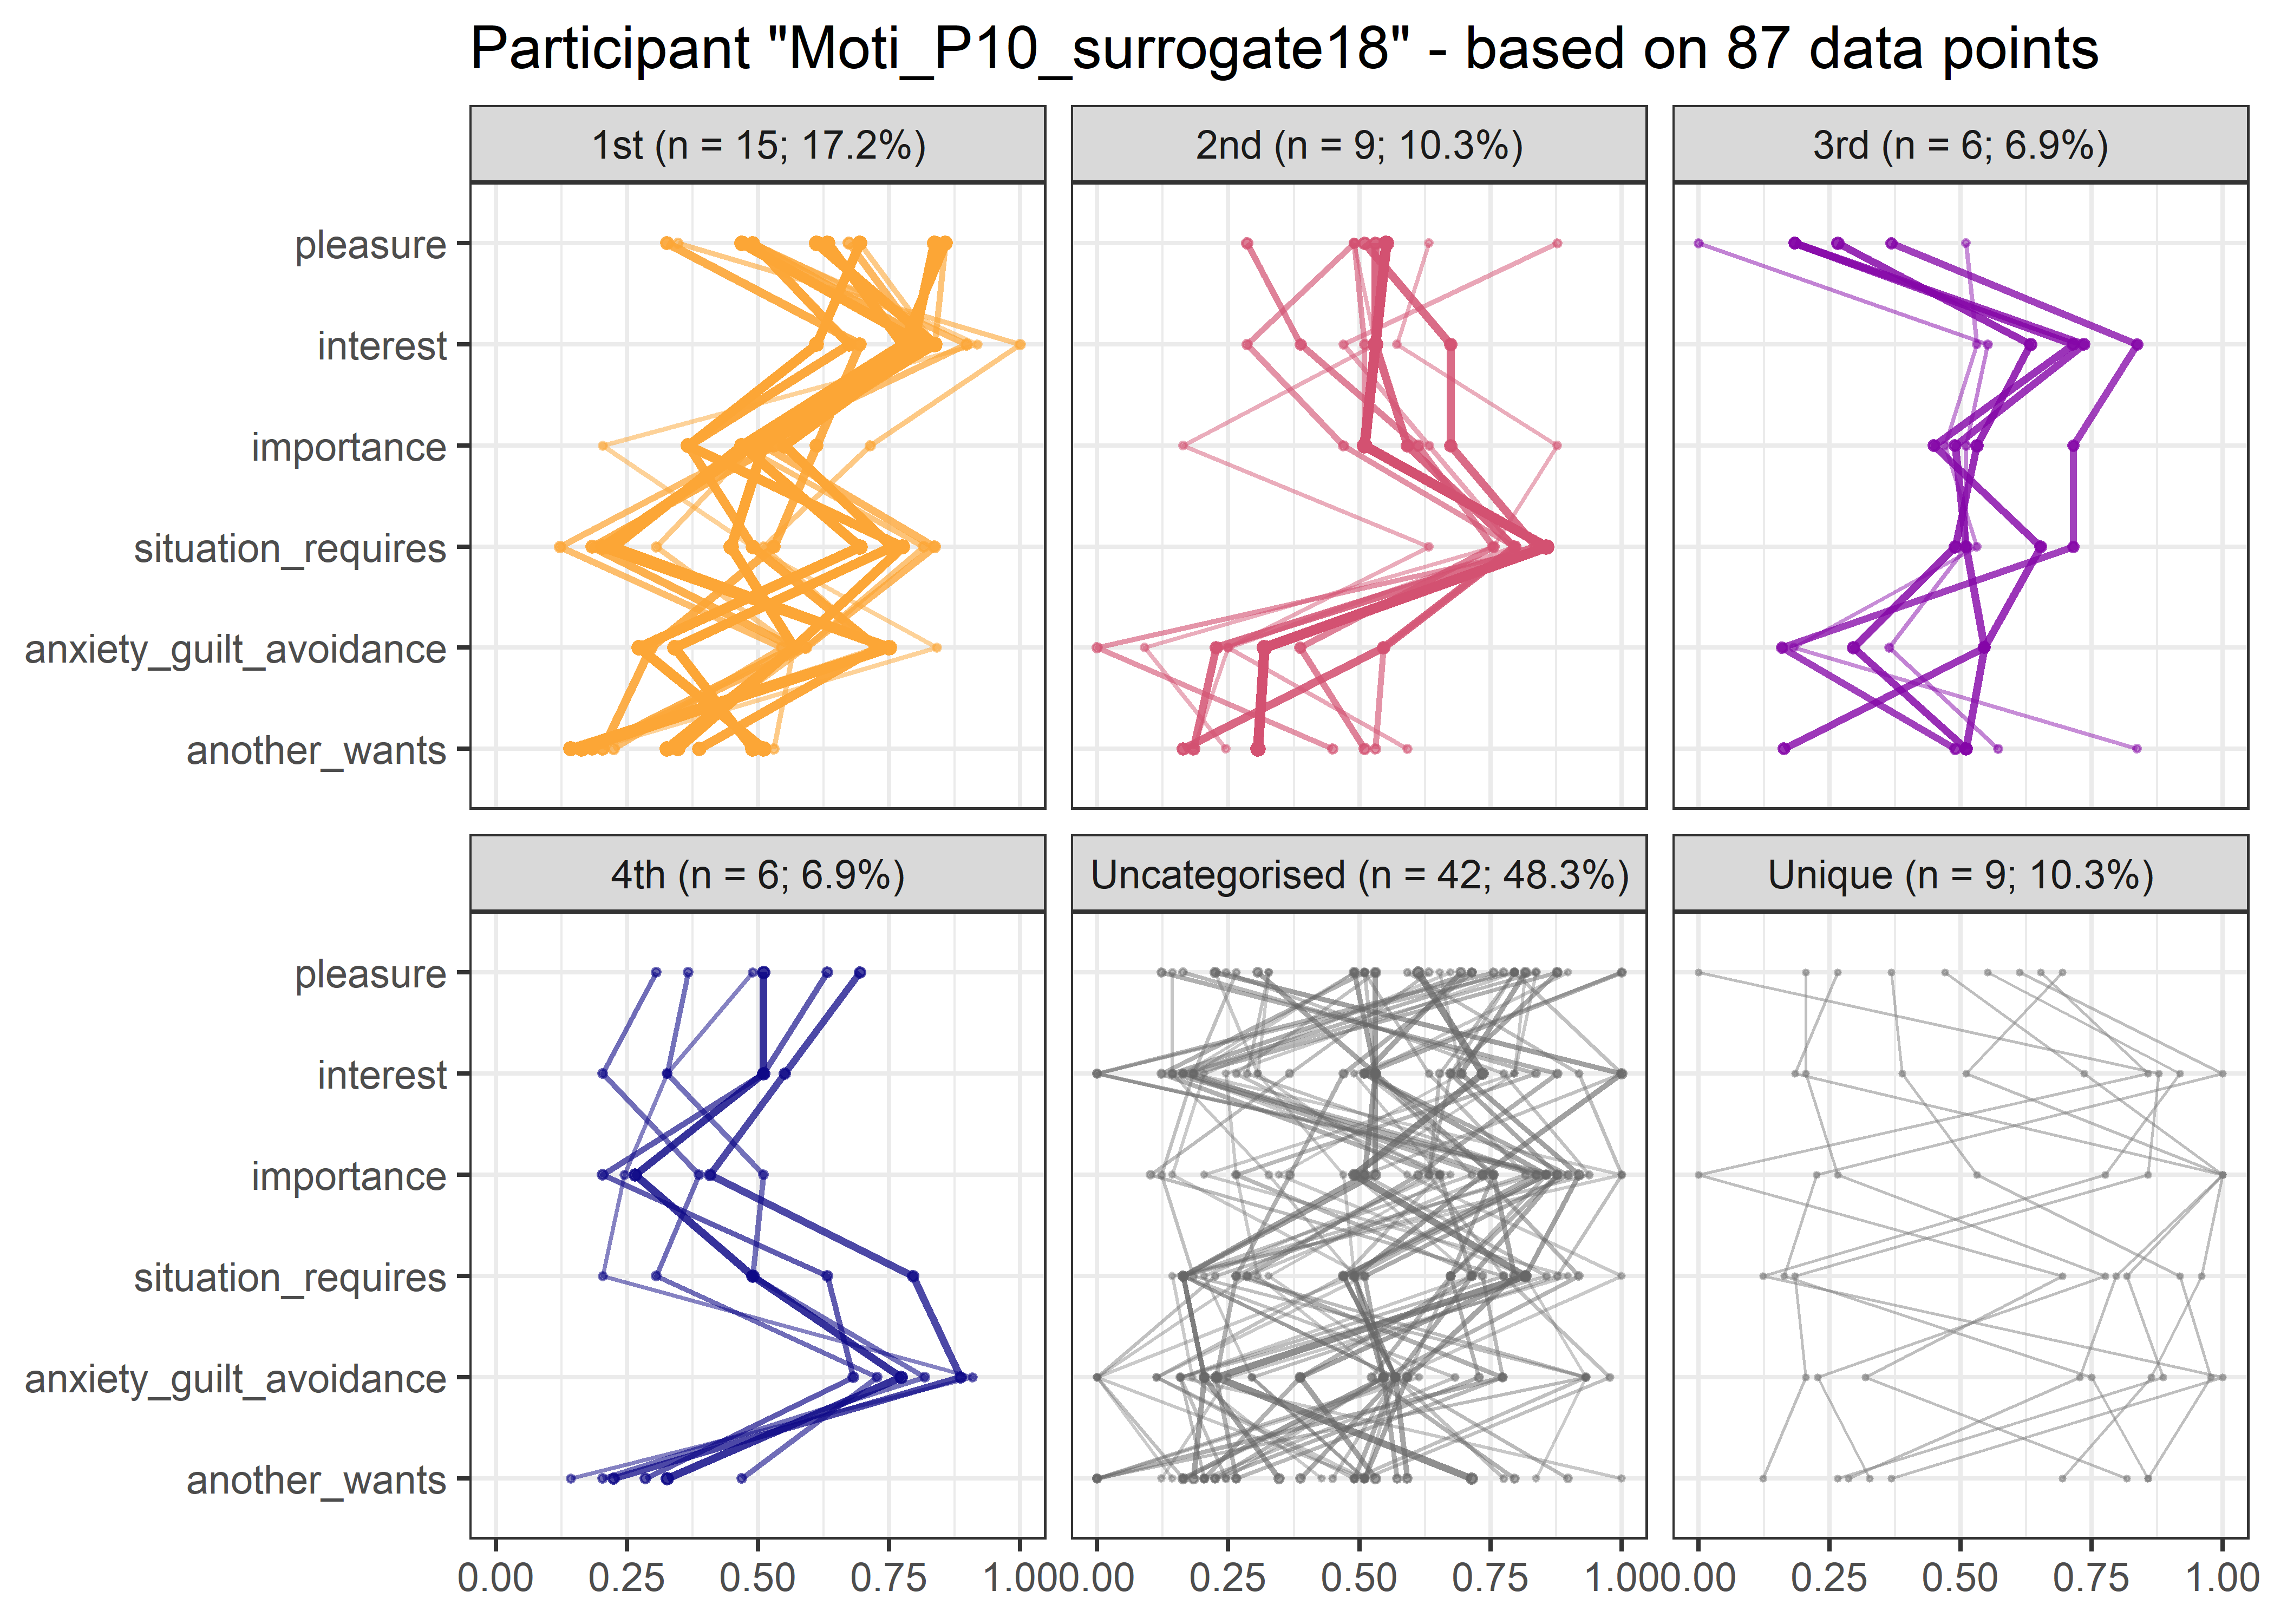 Participant "Moti_P10_surrogate18" - based on 87 data points
1st (n = 15; 17.2%)
2nd (n = 9; 10.3%)
3rd (n = 6; 6.9%)
pleasure
interest
importance
situation_requires
anxiety_guilt_avoidance
another_wants
4th (n = 6; 6.9%)
Uncategorised (n = 42; 48.3%)
Unique (n = 9; 10.3%)
pleasure
interest
importance
situation_requires
anxiety_guilt_avoidance
another_wants
0.00 0.25 0.50 0.75 1.00
0.00 0.25 0.50 0.75 1.00
0.00 0.25 0.50 0.75 1.00